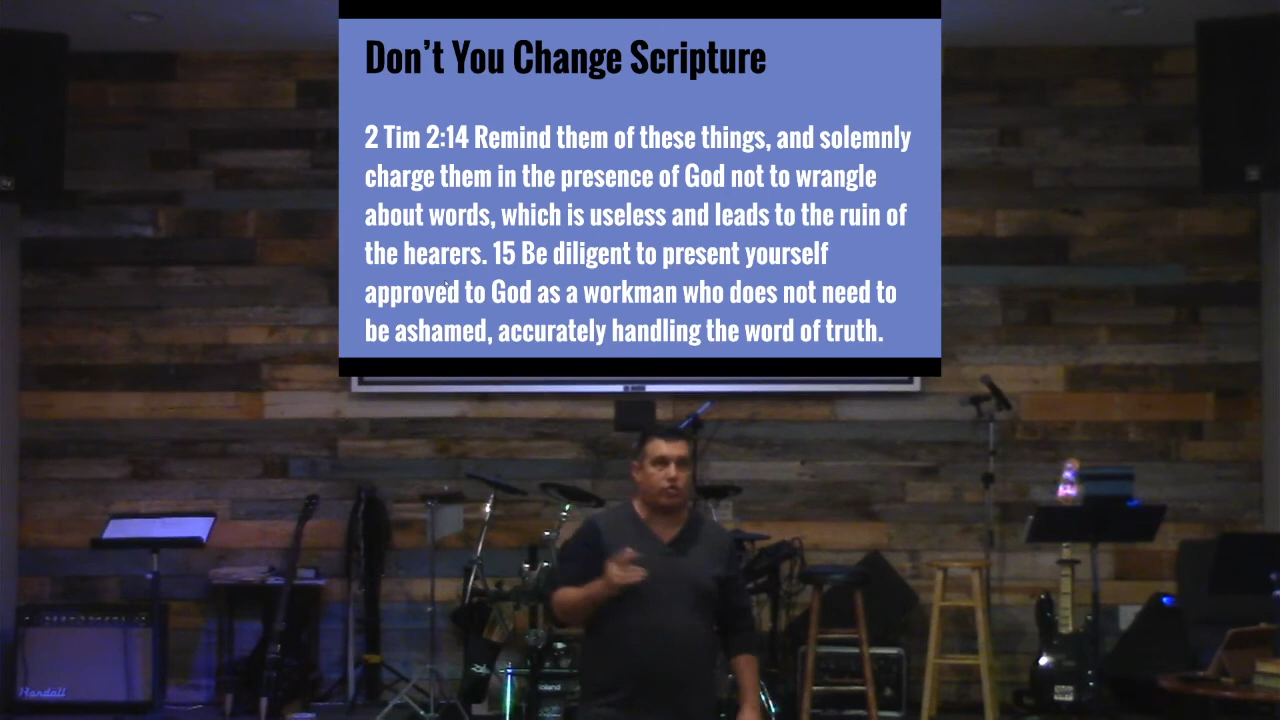 Don't You Change Scripture
2 Tim 2:14 Remind them of these things, and solemnly
charge them in the presence of God not to wrangle
about words, which is useless and leads to the ruin of
the hearers. 15 Be diligent to present yourself
approved to God as a workman who does not need to
be ashamed, accurately handling the word of truth.
Roland
Randall